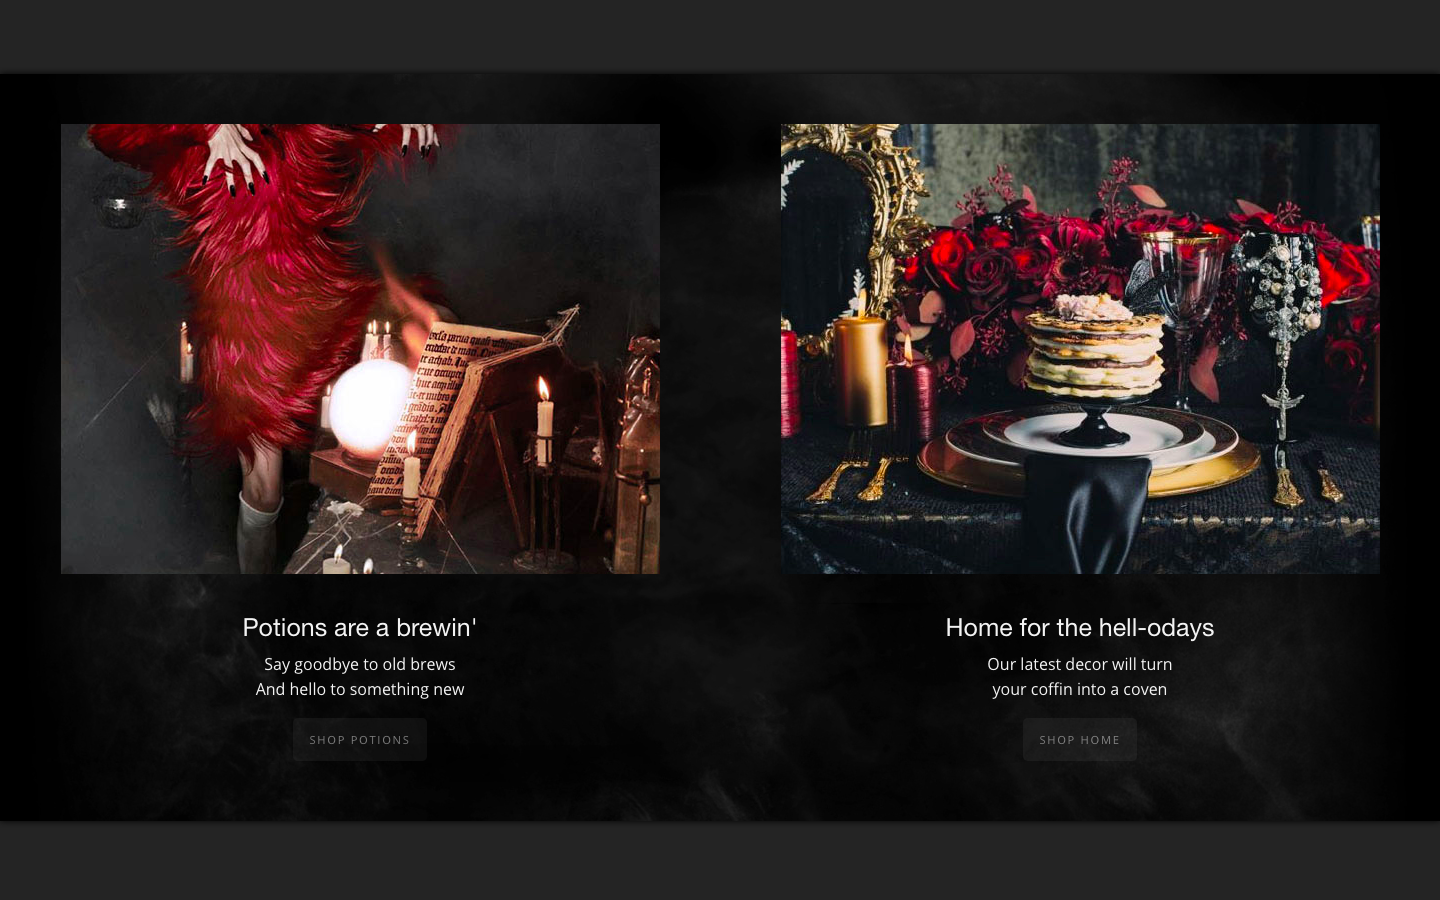 Potions are a brewin'
Say goodbye to old brews
And hello to something new
SHOP POTIONS
Home for the hell-odays
Our latest decor will turn
your coffin into a coven
SHOP HOME